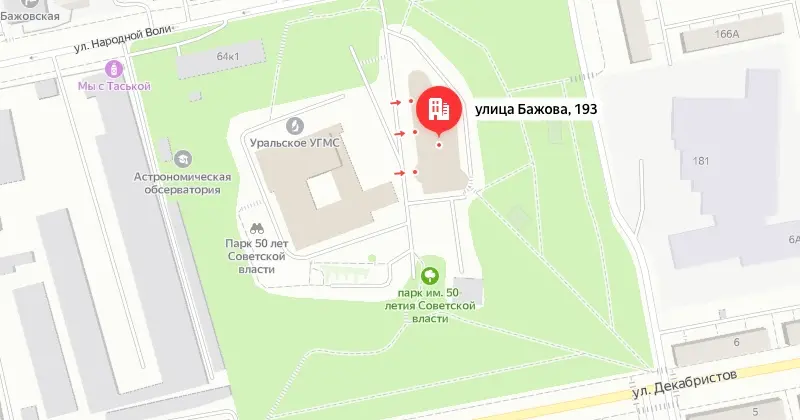 Бажовская
ул. Народной Воли
Мы с Таськой
64к1
166А
улица Бажова, 193
Уральское УГМС
181
Астрономическая
обсерватория
Парк 50 лет
Советской
власти
6А
парк им. 50-
летия Советской
власти
6
ул. Декабристов
5